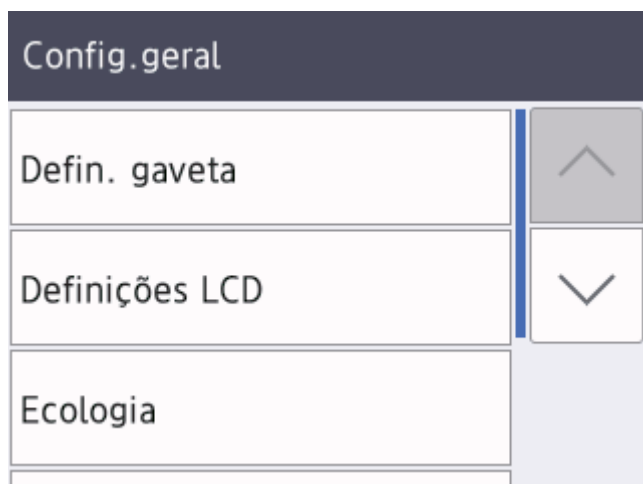 Config.geral
Defin. gaveta
Definições LCD
Ecologia